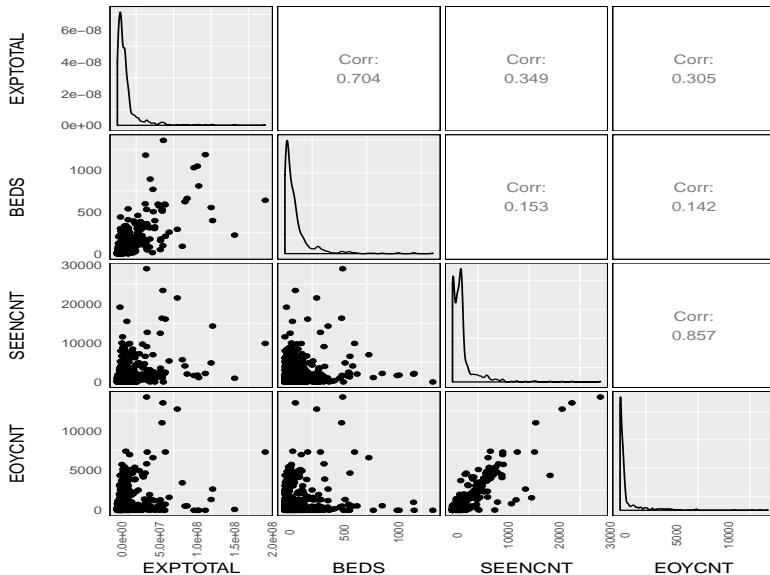 EXPTOTAL
6e−08
4e−08
2e−08
0e+00
Corr:
0.704
Corr:
0.349
Corr:
0.305
BEDS
1000
500
0
Corr:
0.153
Corr:
0.142
SEENCNT
30000
20000
10000
0
Corr:
0.857
EOYCNT
10000
5000
0
0.0e+00
5.0e+07
1.0e+08
1.5e+08
2.0e+08
0
500
1000
0
10000
20000
30000
0
5000
10000
EXPTOTAL
BEDS
SEENCNT
EOYCNT